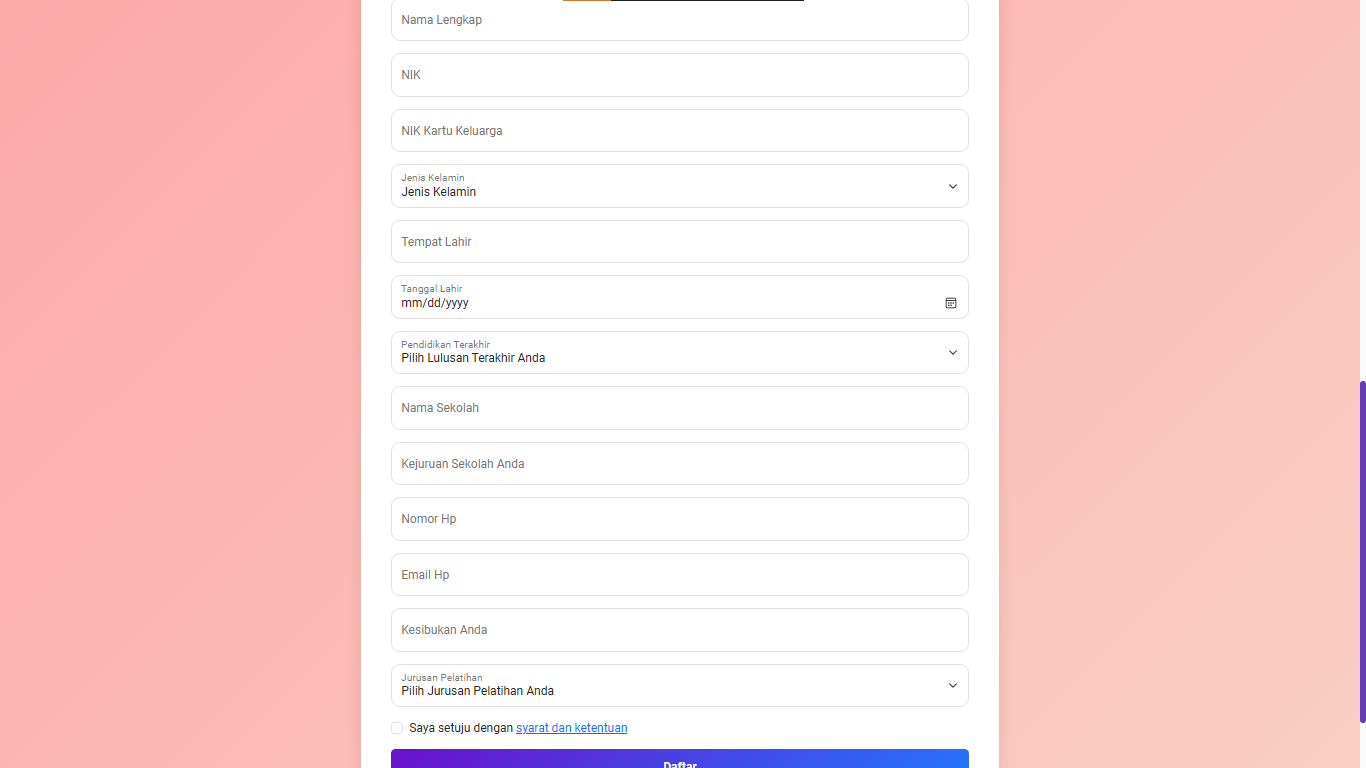 Nama Lengkap
NIK
NIK Kartu Keluarga
Jenis Kelamin
Jenis Kelamin
Tempat Lahir
Tanggal Lahir
mm/dd/yyyy
Pendidikan Terakhir
Pilih Lulusan Terakhir Anda
Nama Sekolah
Kejuruan Sekolah Anda
Nomor Hp
Email Hp
Kesibukan Anda
Jurusan Pelatihan
Pilih Jurusan Pelatihan Anda
Saya setuju dengan syarat dan ketentuan
Daftar